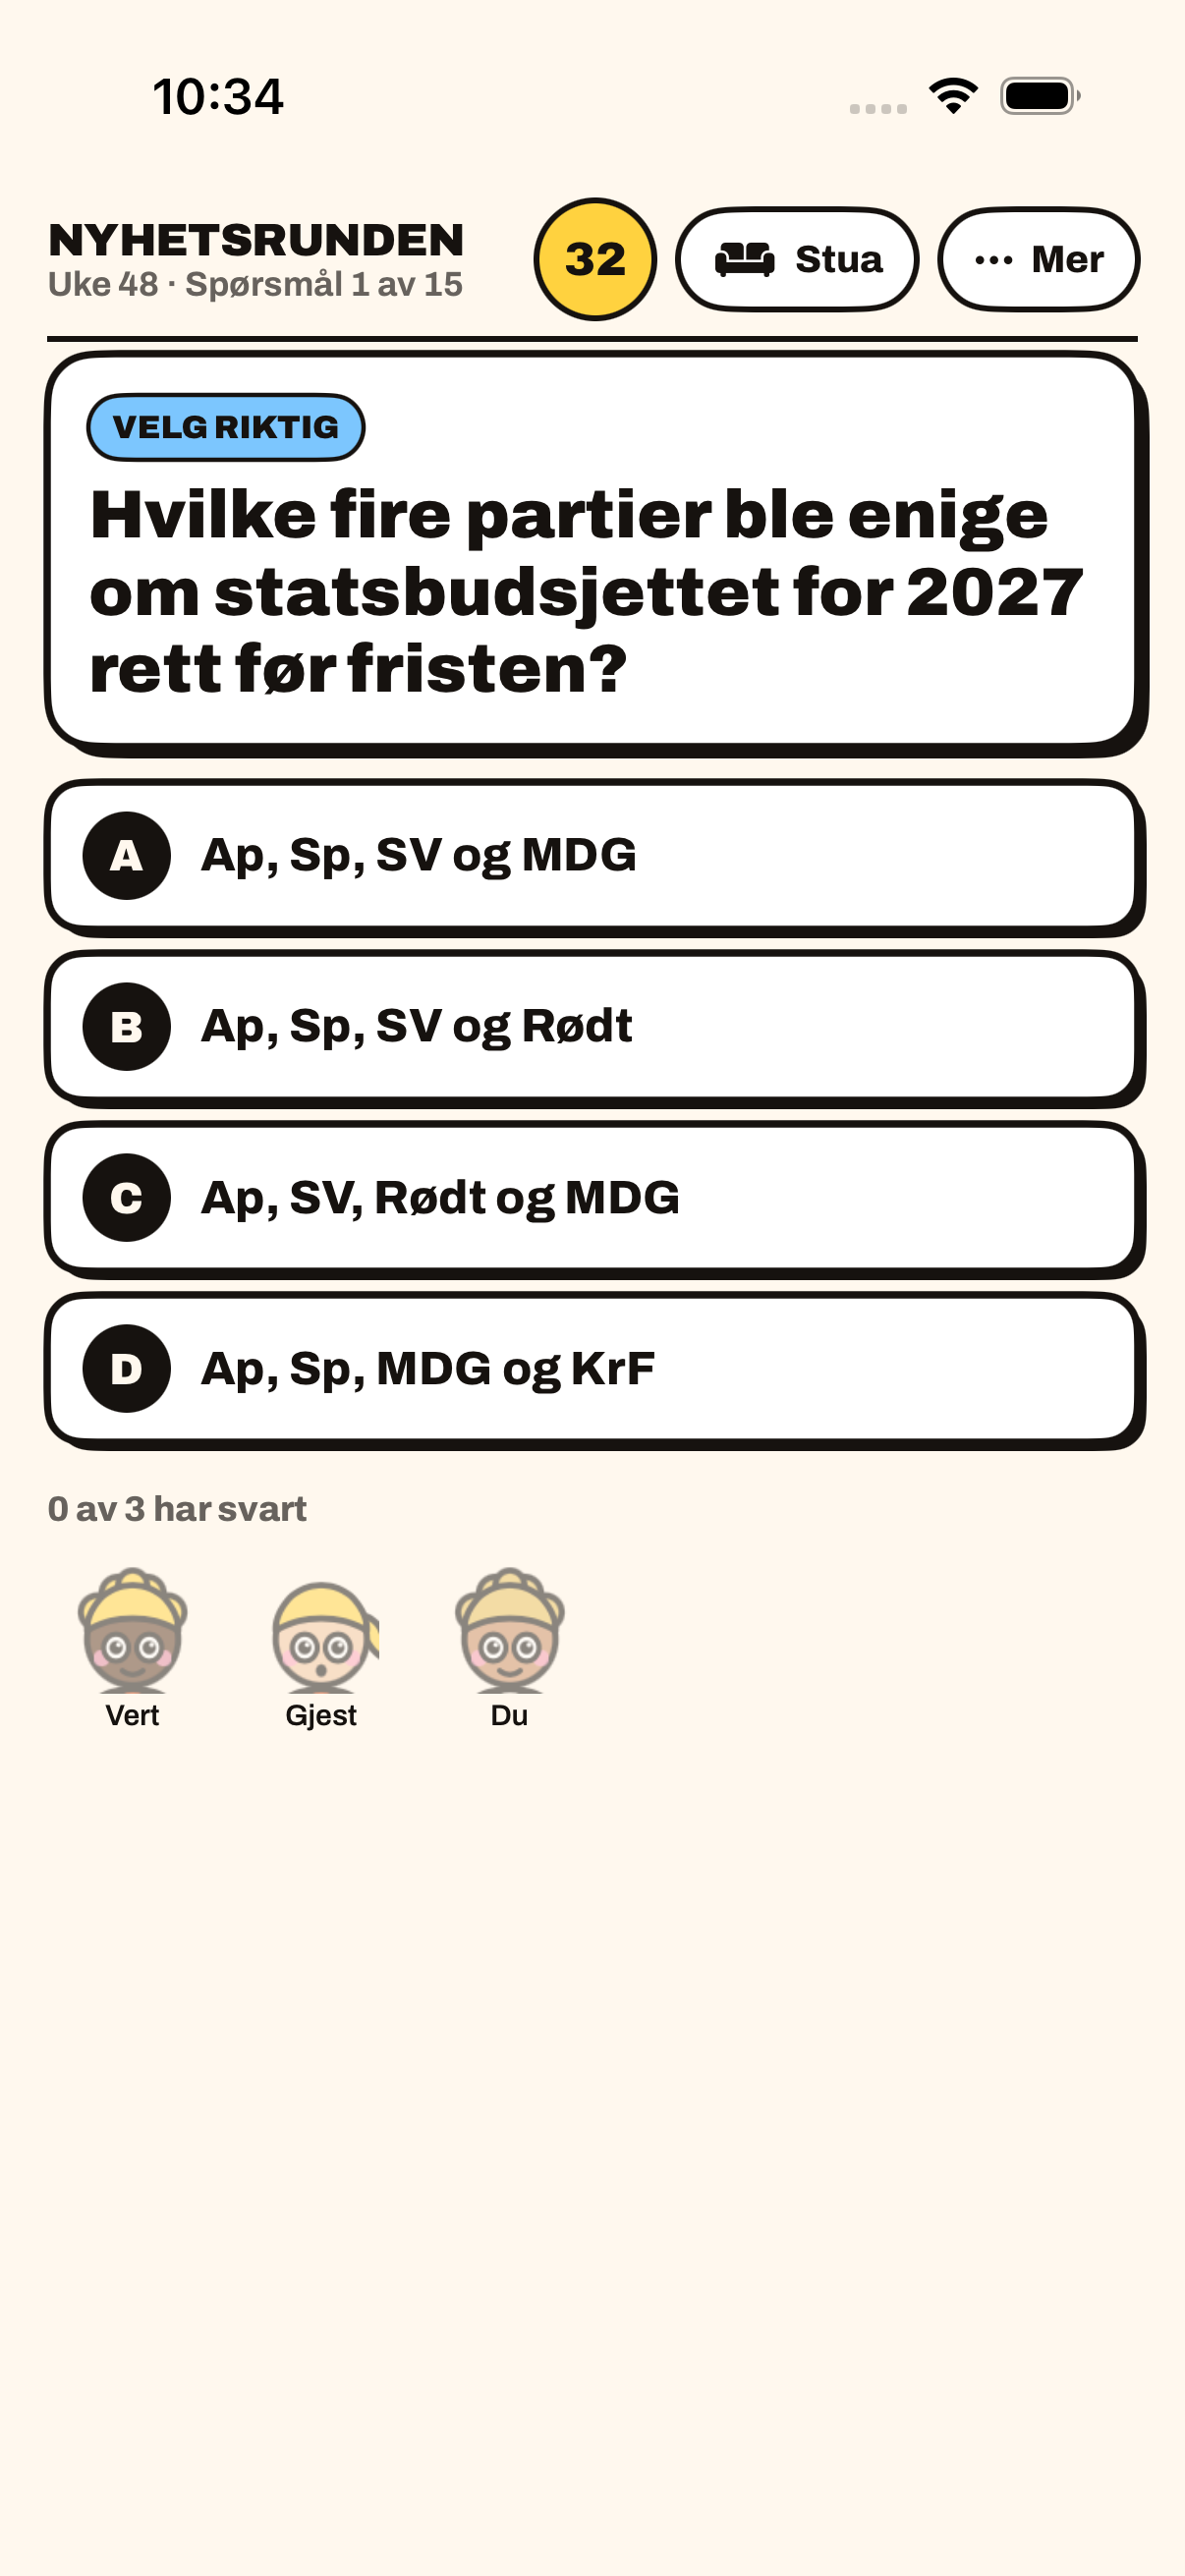 10:34
NYHETSRUNDEN
Uke 48 · Spørsmål 1 av 15
32
Stua
Mer
VELG RIKTIG
Hvilke fire partier ble enige
om statsbudsjettet for 2027
rett før fristen?
A Ap, Sp, SV og MDG
B Ap, Sp, SV og Rødt
C Ap, SV, Rødt og MDG
D Ap, Sp, MDG og KrF
0 av 3 har svart
Vert
Gjest
Du